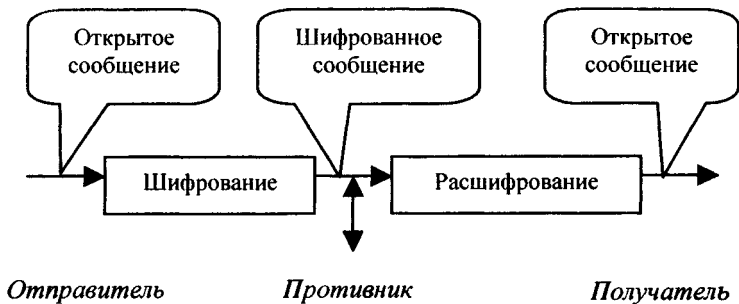 Открытое
сообщение
Шифрованное
сообщение
Открытое
сообщение
Шифрование
Расшифрование
Отправитель
Противник
Получатель